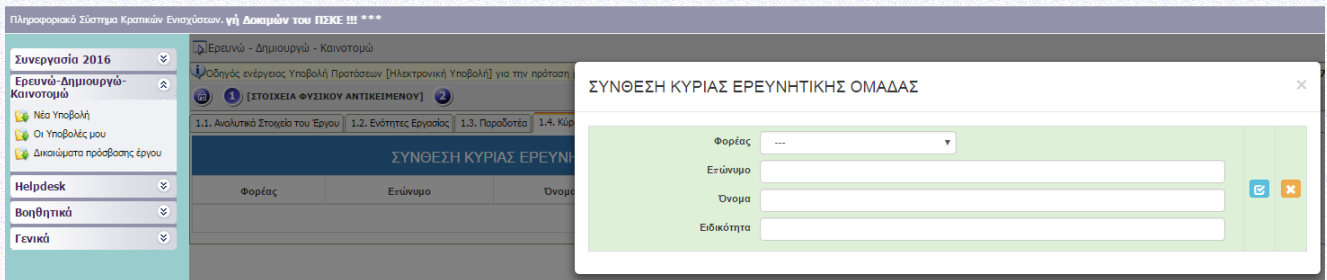 Πληροφοριακό Σύστημα Κρατικών Ενισχύσεων. γή Δοκιμών του ΠΣΚΕ !!! ***
Συνεργασία 2016
Ερευνώ-Δημιουργώ-
Καινοτομώ
Νέα Υποβολή
Οι Υποβολές μου
Δικαιώματα πρόσβασης έργου
Helpdesk
Βοηθητικά
Γενικά
Ερευνώ - Δημιουργώ - Καινοτομώ
Οδηγός ενέργειας Υποβολή Προτάσεων [Ηλεκτρονική Υποβολή] για την πρόταση
1 [ΣΤΟΙΧΕΙΑ ΦΥΣΙΚΟΥ ΑΝΤΙΚΕΙΜΕΝΟΥ] 2
1.1. Αναλυτικά Στοιχεία του Έργου 1.2. Ενότητες Εργασίας 1.3. Παραδοτέα 1.4. Κύρ
ΣΥΝΘΕΣΗ ΚΥΡΙΑΣ ΕΡΕΥΝΗ
Φορέας Επώνυμο Όνομα
ΣΥΝΘΕΣΗ ΚΥΡΙΑΣ ΕΡΕΥΝΗΤΙΚΗΣ ΟΜΑΔΑΣ ×
Φορέας ---
Επώνυμο
Όνομα
Ειδικότητα